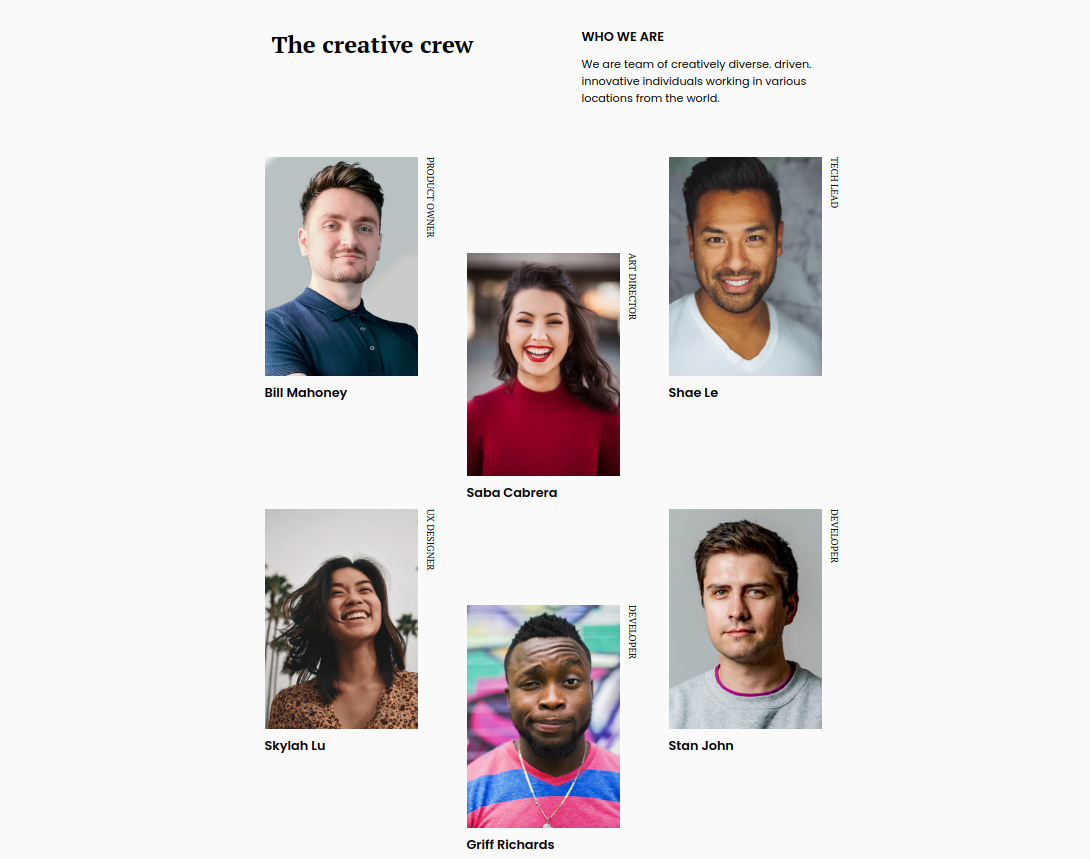 The creative crew
WHO WE ARE
We are team of creatively diverse. driven.
innovative individuals working in various
locations from the world.
PRODUCT OWNER
Bill Mahoney
ART DIRECTOR
Saba Cabrera
TECH LEAD
Shae Le
UX DESIGNER
Skylah Lu
DEVELOPER
Griff Richards
DEVELOPER
Stan John